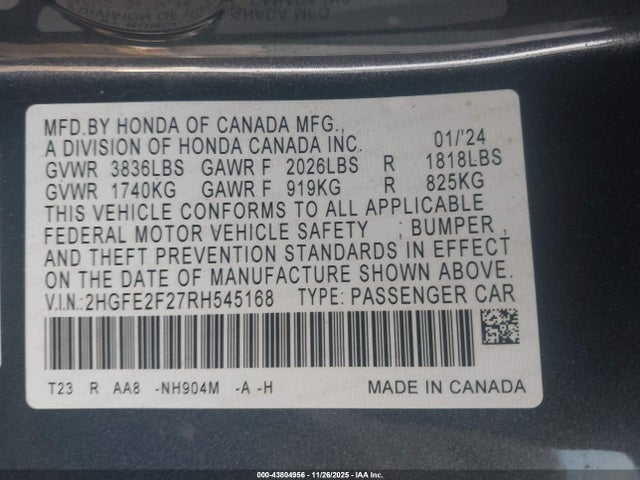 MFD.BY HONDA OF CANADA MFG.,
A DIVISION OF HONDA CANADA INC. 01/'24
GVWR 3836LBS GAWR F 2026LBS R 1818LBS
GVWR 1740KG GAWR F 919KG R 825KG
THIS VEHICLE CONFORMS TO ALL APPLICABLE
FEDERAL MOTOR VEHICLE SAFETY , BUMPER ,
AND THEFT PREVENTION STANDARDS IN EFFECT
ON THE DATE OF MANUFACTURE SHOWN ABOVE.
V.I.N.:2HGFE2F27RH545168 TYPE: PASSENGER CAR
T23 R AA8 -NH904M -A -H MADE IN CANADA
000-43804956 | 11/26/2025 | IAA Inc.